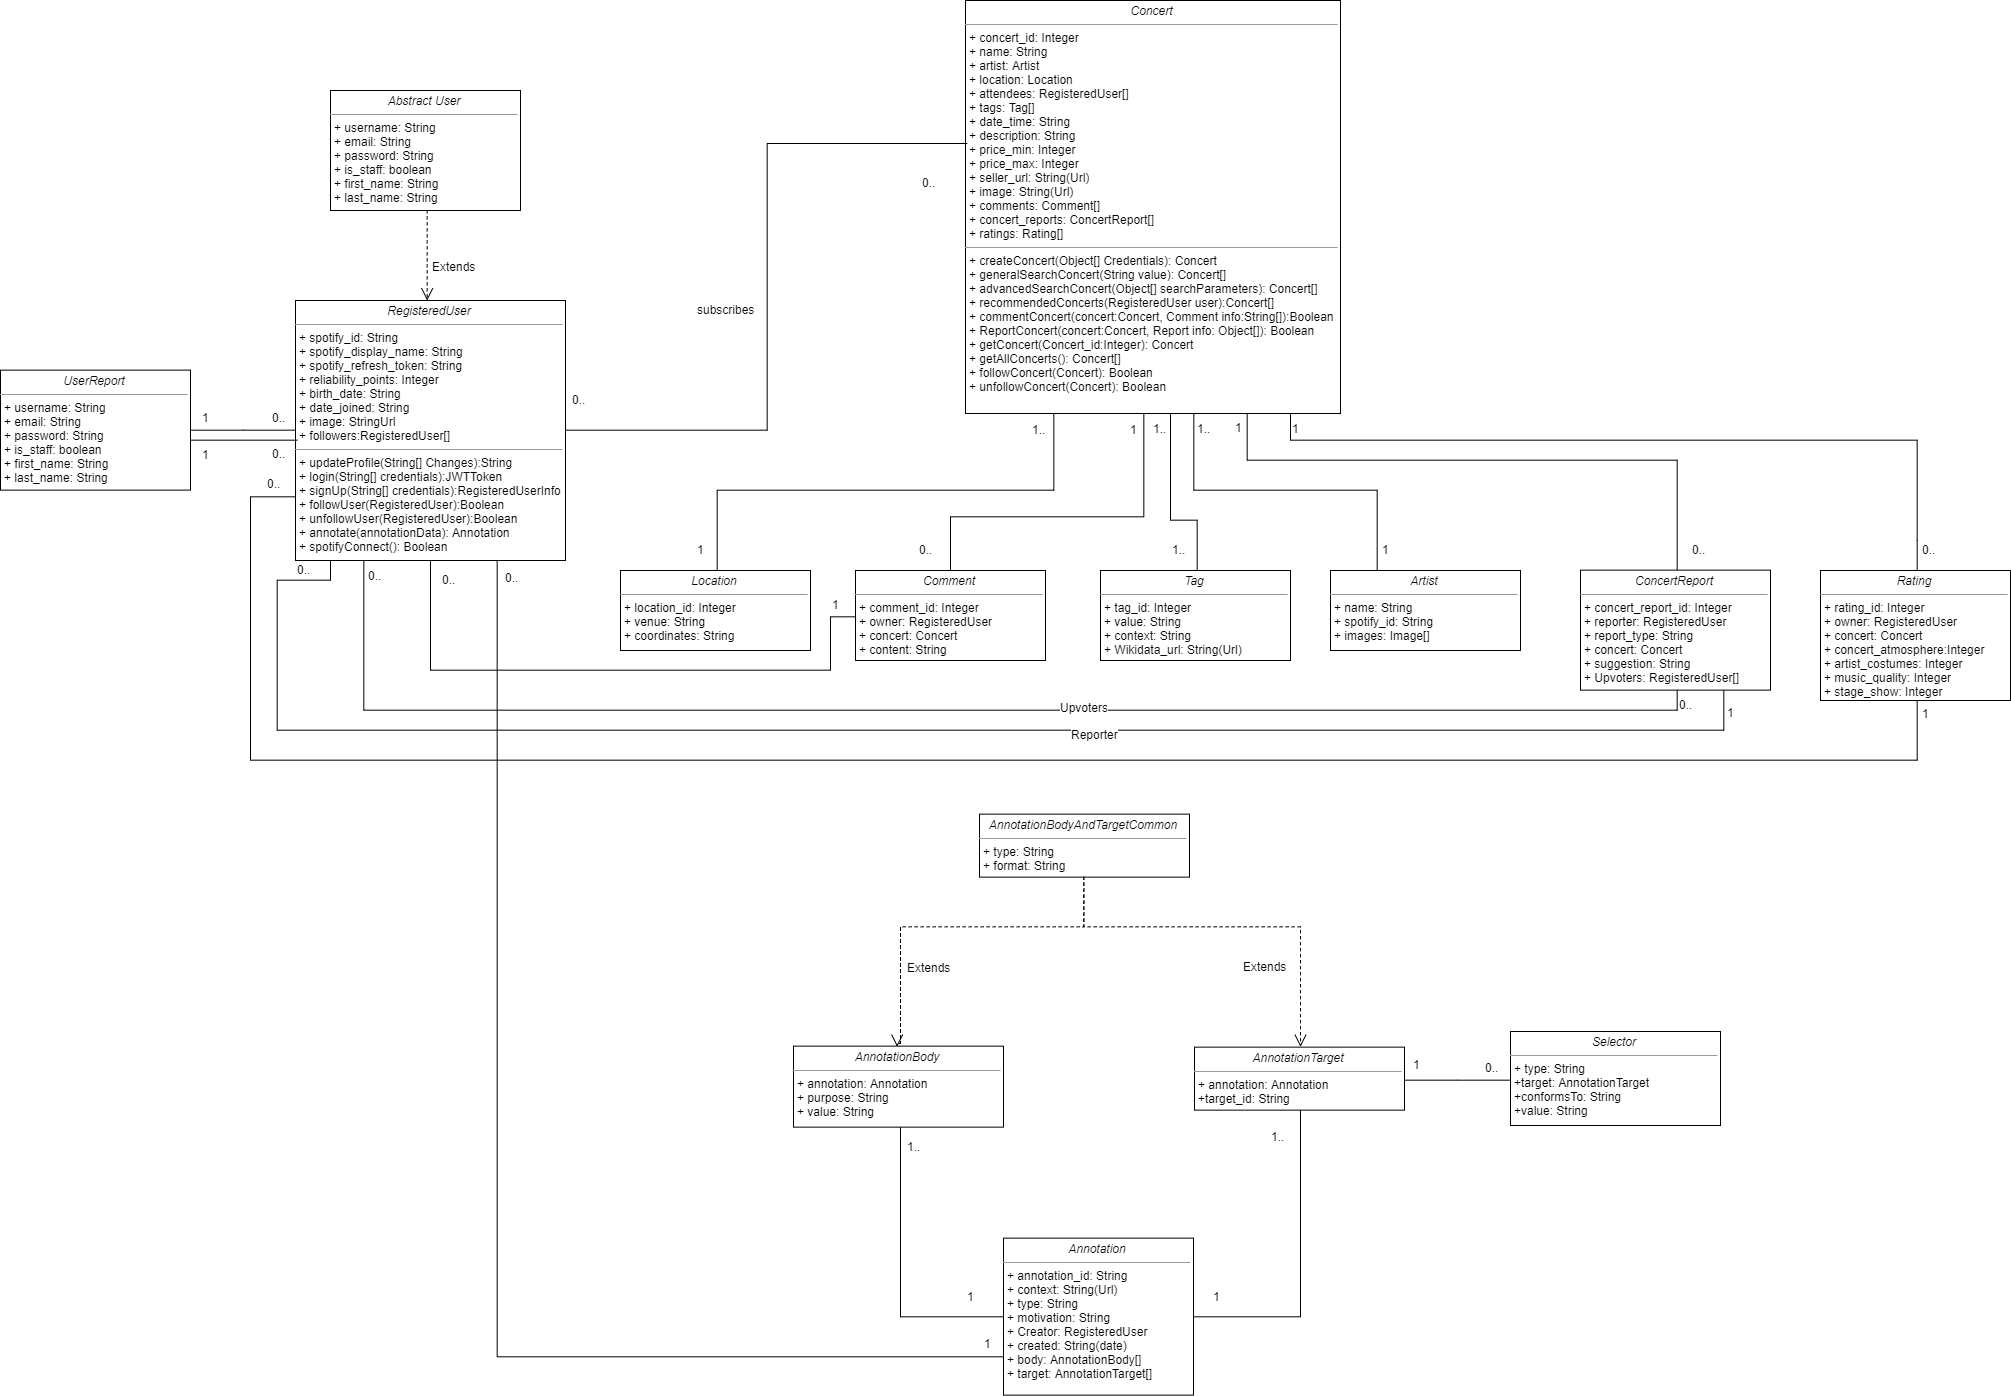 Concert
+ concert_id: Integer
+ name: String
+ artist: Artist
+ location: Location
+ attendees: RegisteredUser[]
+ tags: Tag[]
+ date_time: String
+ description: String
+ price_min: Integer
+ price_max: Integer
+ seller_url: String(Url)
+ image: String(Url)
+ comments: Comment[]
+ concert_reports: ConcertReport[]
+ ratings: Rating[]
+ createConcert(Object[] Credentials): Concert
+ generalSearchConcert(String value): Concert[]
+ advancedSearchConcert(Object[] searchParameters): Concert[]
+ recommendedConcerts(RegisteredUser user):Concert[]
+ commentConcert(concert:Concert, Comment info:String[]):Boolean
+ ReportConcert(concert:Concert, Report info: Object[]): Boolean
+ getConcert(Concert_id:Integer): Concert
+ getAllConcerts(): Concert[]
+ followConcert(Concert): Boolean
+ unfollowConcert(Concert): Boolean
Abstract User
+ username: String
+ email: String
+ password: String
+ is_staff: boolean
+ first_name: String
+ last_name: String
Extends
0..
subscribes
0..
RegisteredUser
+ spotify_id: String
+ spotify_display_name: String
+ spotify_refresh_token: String
+ reliability_points: Integer
+ birth_date: String
+ date_joined: String
+ image: StringUrl
+ followers:RegisteredUser[]
+ updateProfile(String[] Changes):String
+ login(String[] credentials):JWTToken
+ signUp(String[] credentials):RegisteredUserInfo
+ followUser(RegisteredUser):Boolean
+ unfollowUser(RegisteredUser):Boolean
+ annotate(annotationData): Annotation
+ spotifyConnect(): Boolean
UserReport
+ username: String
+ email: String
+ password: String
+ is_staff: boolean
+ first_name: String
+ last_name: String
1
0..
1
0..
0..
0..
0..
0..
0..
1..
1
1..
1..
1
1
1
0..
1..
1
0..
0..
Location
+ location_id: Integer
+ venue: String
+ coordinates: String
1
Comment
+ comment_id: Integer
+ owner: RegisteredUser
+ concert: Concert
+ content: String
Tag
+ tag_id: Integer
+ value: String
+ context: String
+ Wikidata_url: String(Url)
Artist
+ name: String
+ spotify_id: String
+ images: Image[]
ConcertReport
+ concert_report_id: Integer
+ reporter: RegisteredUser
+ report_type: String
+ concert: Concert
+ suggestion: String
+ Upvoters: RegisteredUser[]
Rating
+ rating_id: Integer
+ owner: RegisteredUser
+ concert: Concert
+ concert_atmosphere:Integer
+ artist_costumes: Integer
+ music_quality: Integer
+ stage_show: Integer
Upvoters
0..
1
1
Reporter
AnnotationBodyAndTargetCommon
+ type: String
+ format: String
Extends
Extends
AnnotationBody
+ annotation: Annotation
+ purpose: String
+ value: String
AnnotationTarget
+ annotation: Annotation
+target_id: String
1
0..
Selector
+ type: String
+target: AnnotationTarget
+conformsTo: String
+value: String
1..
1..
Annotation
+ annotation_id: String
+ context: String(Url)
+ type: String
+ motivation: String
+ Creator: RegisteredUser
+ created: String(date)
+ body: AnnotationBody[]
+ target: AnnotationTarget[]
1
1
1